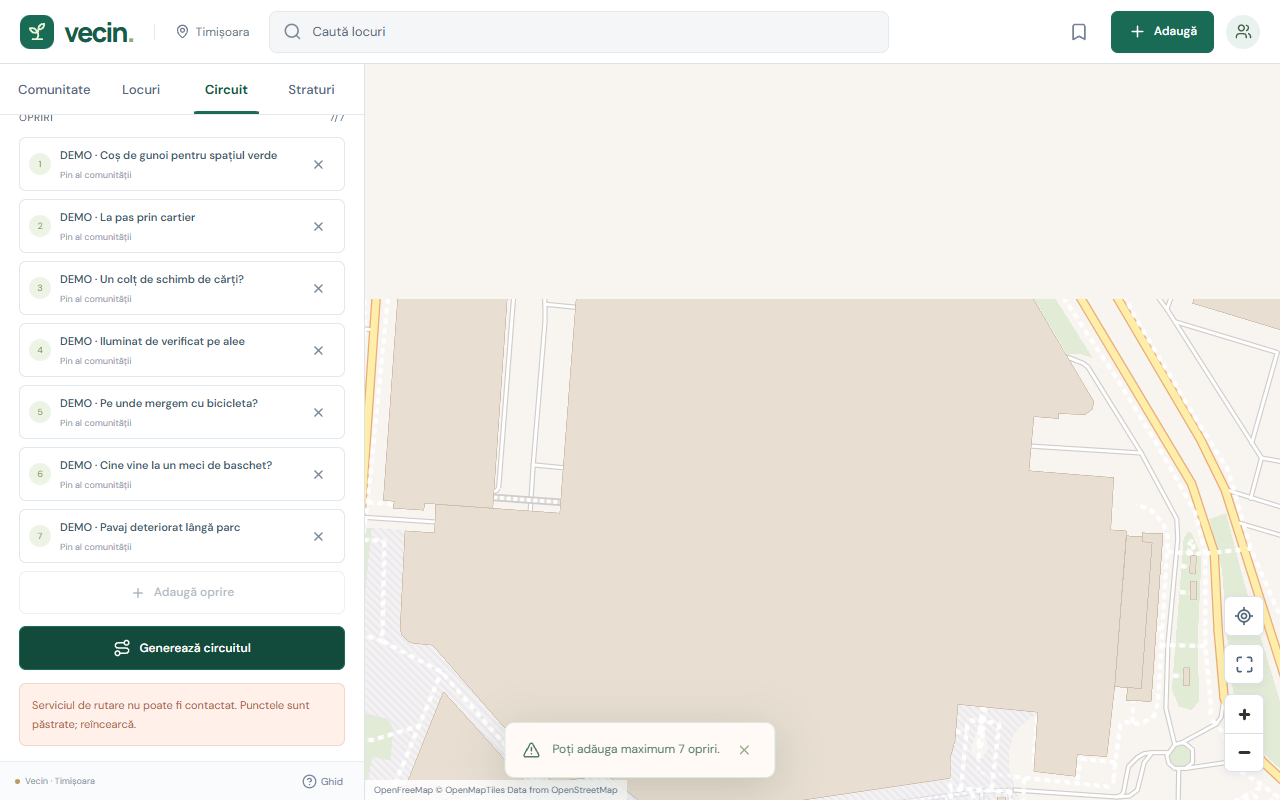 vecin.
Timișoara
Caută locuri
Adaugă
Comunitate
Locuri
Circuit
Straturi
OPRIRI
7/7
1
DEMO · Coș de gunoi pentru spațiul verde
Pin al comunității
2
DEMO · La pas prin cartier
Pin al comunității
3
DEMO · Un colț de schimb de cărți?
Pin al comunității
4
DEMO · Iluminat de verificat pe alee
Pin al comunității
5
DEMO · Pe unde mergem cu bicicleta?
Pin al comunității
6
DEMO · Cine vine la un meci de baschet?
Pin al comunității
7
DEMO · Pavaj deteriorat lângă parc
Pin al comunității
Adaugă oprire
Generează circuitul
Serviciul de rutare nu poate fi contactat. Punctele sunt
păstrate; reîncearcă.
Vecin · Timișoara
Ghid
Poți adăuga maximum 7 opriri.
OpenFreeMap © OpenMapTiles Data from OpenStreetMap